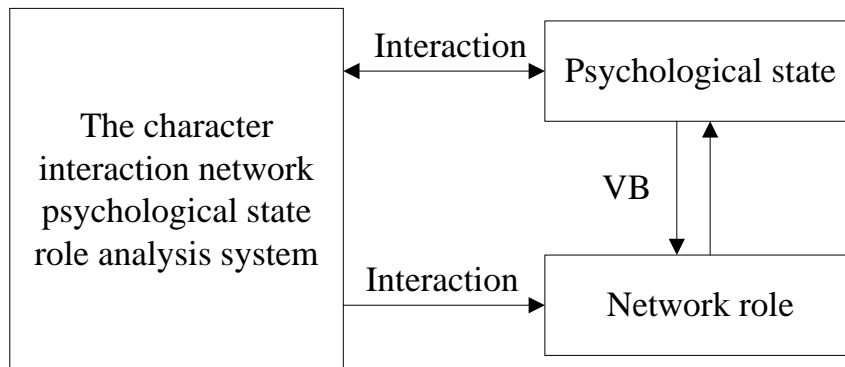 The character
interaction network
psychological state
role analysis system
Interaction
Psychological state
VB
Interaction
Network role